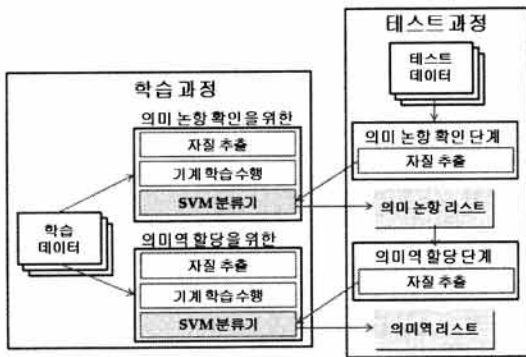 학습 과정
의미 논항 확인을 위한
자질 추출
기계 학습 수행
SVM 분류기
학습
데이터
의미역 할당을 위한
자질 추출
기계 학습 수행
SVM 분류기
테스트 과정
테스트
데이터
의미 논항 확인 단계
자질 추출
의미 논항 리스트
의미역 할당 단계
자질 추출
의미역 리스트